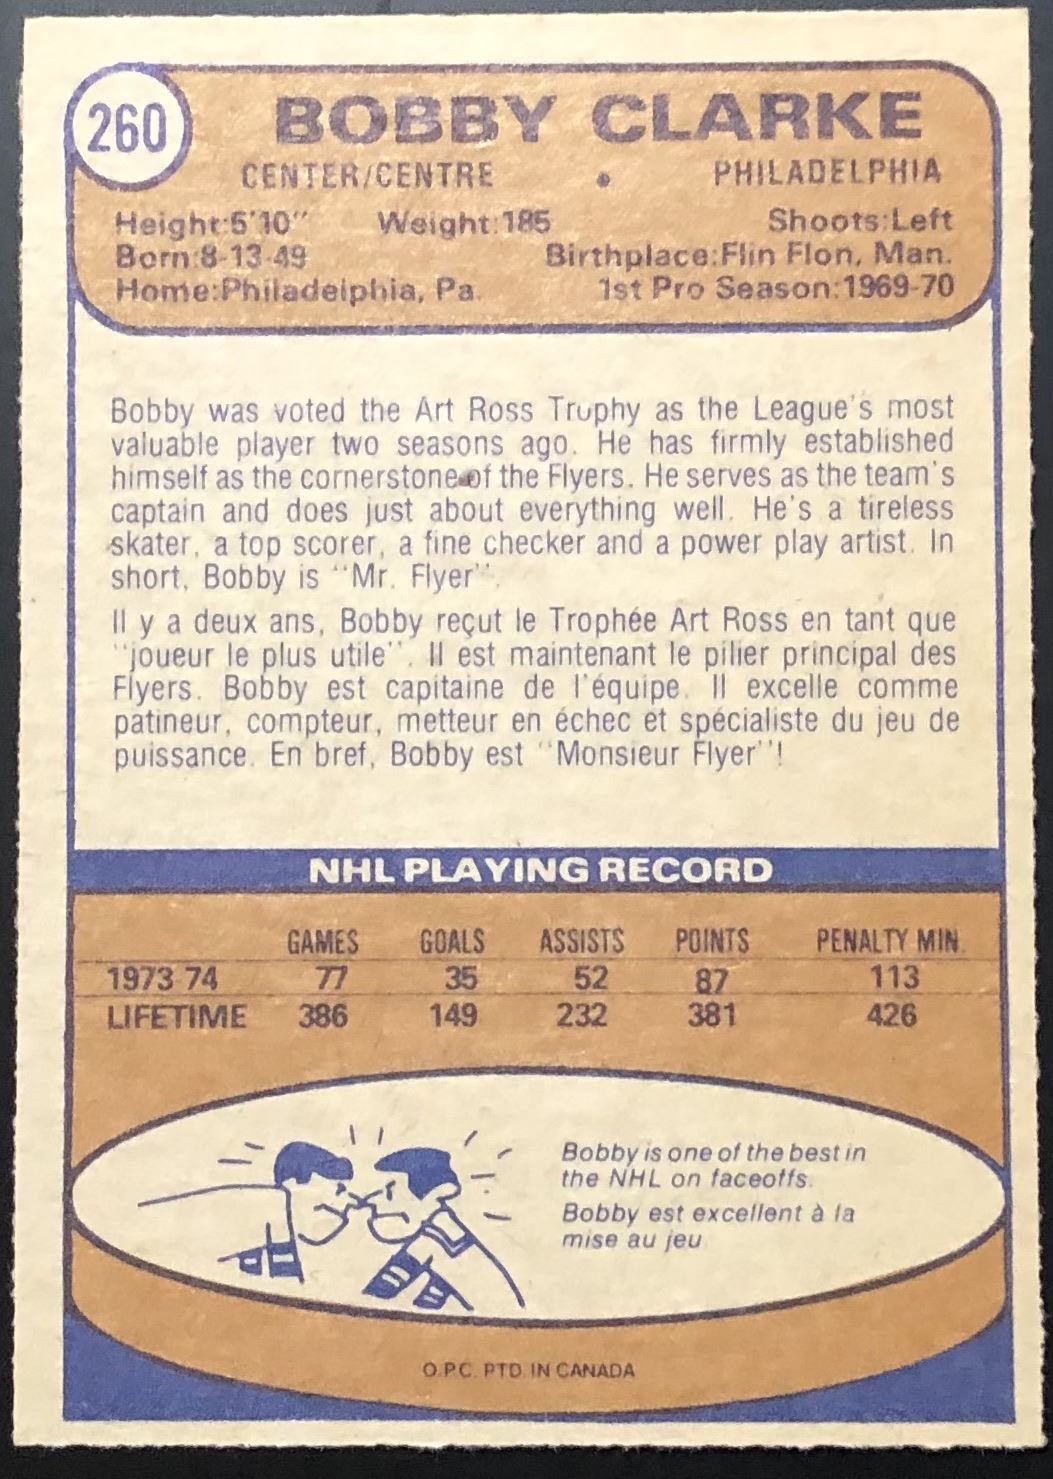 260
BOBBY CLARKE
CENTER/CENTRE • PHILADELPHIA
Height:5'10" Weight:185 Shoots:Left
Born:8-13-49 Birthplace:Flin Flon, Man.
Home:Philadelphia, Pa. 1st Pro Season:1969-70
Bobby was voted the Art Ross Trophy as the League's most
valuable player two seasons ago. He has firmly established
himself as the cornerstone of the Flyers. He serves as the team's
captain and does just about everything well. He's a tireless
skater, a top scorer, a fine checker and a power play artist. In
short, Bobby is "Mr. Flyer".
Il y a deux ans, Bobby reçut le Trophée Art Ross en tant que
"joueur le plus utile". Il est maintenant le pilier principal des
Flyers. Bobby est capitaine de l'équipe. Il excelle comme
patineur, compteur, metteur en échec et spécialiste du jeu de
puissance. En bref, Bobby est "Monsieur Flyer"!
NHL PLAYING RECORD
GAMES GOALS ASSISTS POINTS PENALTY MIN.
1973-74 77 35 52 87 113
LIFETIME 386 149 232 381 426
Bobby is one of the best in
the NHL on faceoffs.
Bobby est excellent à la
mise au jeu.
O.P.C. PTD. IN CANADA